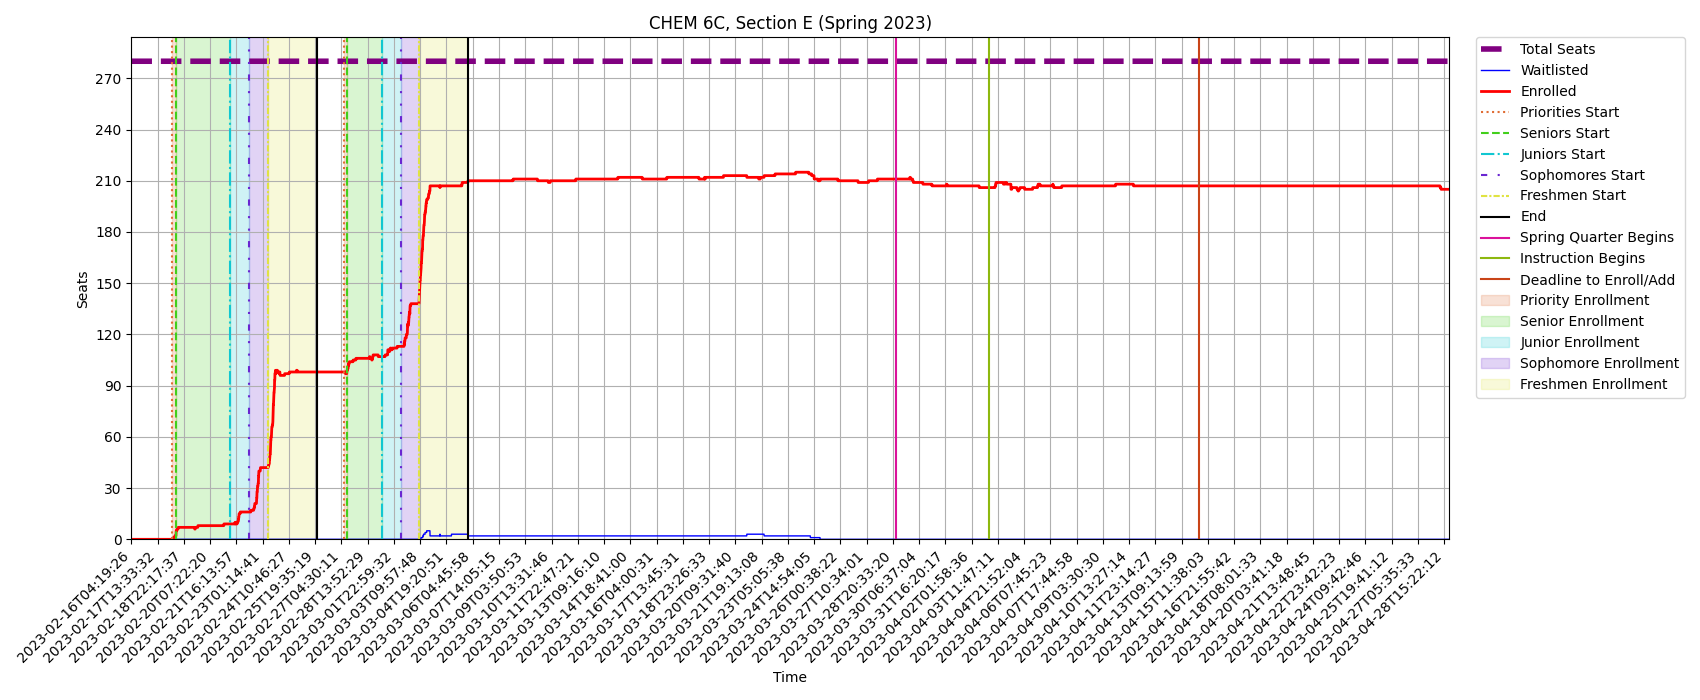 CHEM 6C, Section E (Spring 2023)
Seats
270
240
210
180
150
120
90
60
30
0
2023-02-16T04:19:26
2023-02-17T13:33:32
2023-02-18T22:17:37
2023-02-20T07:22:20
2023-02-21T16:13:57
2023-02-23T01:14:41
2023-02-24T10:46:27
2023-02-25T19:35:19
2023-02-27T04:30:11
2023-02-28T13:52:29
2023-03-01T22:59:32
2023-03-03T09:57:48
2023-03-04T19:20:51
2023-03-06T04:45:58
2023-03-07T14:05:15
2023-03-09T03:50:53
2023-03-10T13:31:46
2023-03-11T22:47:21
2023-03-13T09:16:10
2023-03-14T18:41:00
2023-03-16T04:00:31
2023-03-17T13:45:31
2023-03-18T23:26:33
2023-03-20T09:31:40
2023-03-21T19:13:08
2023-03-23T05:05:38
2023-03-24T14:54:05
2023-03-26T00:38:22
2023-03-27T10:34:01
2023-03-28T20:33:20
2023-03-30T06:37:04
2023-03-31T16:20:17
2023-04-02T01:58:36
2023-04-03T11:47:11
2023-04-04T21:52:04
2023-04-06T07:45:23
2023-04-07T17:44:58
2023-04-09T03:30:30
2023-04-10T13:27:14
2023-04-11T23:14:27
2023-04-13T09:13:59
2023-04-15T11:38:03
2023-04-16T21:55:42
2023-04-18T08:01:33
2023-04-20T03:41:18
2023-04-21T13:48:45
2023-04-22T23:42:23
2023-04-24T09:42:46
2023-04-25T19:41:12
2023-04-27T05:35:33
2023-04-28T15:22:12
Time
Total Seats
Waitlisted
Enrolled
Priorities Start
Seniors Start
Juniors Start
Sophomores Start
Freshmen Start
End
Spring Quarter Begins
Instruction Begins
Deadline to Enroll/Add
Priority Enrollment
Senior Enrollment
Junior Enrollment
Sophomore Enrollment
Freshmen Enrollment